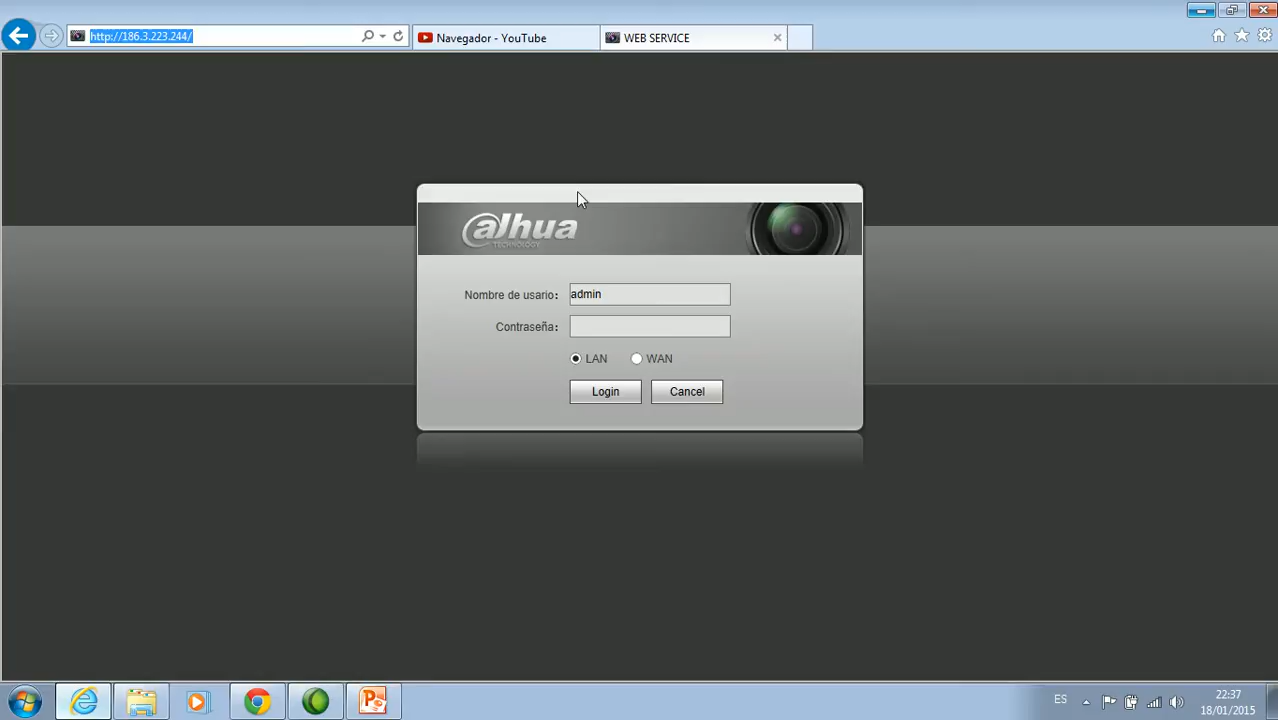 http://186.3.223.244/
Navegador - YouTube
WEB SERVICE
alhua
TECHNOLOGY
Nombre de usario:
admin
Contraseña:
LAN
WAN
Login
Cancel
ES
22:37
18/01/2015